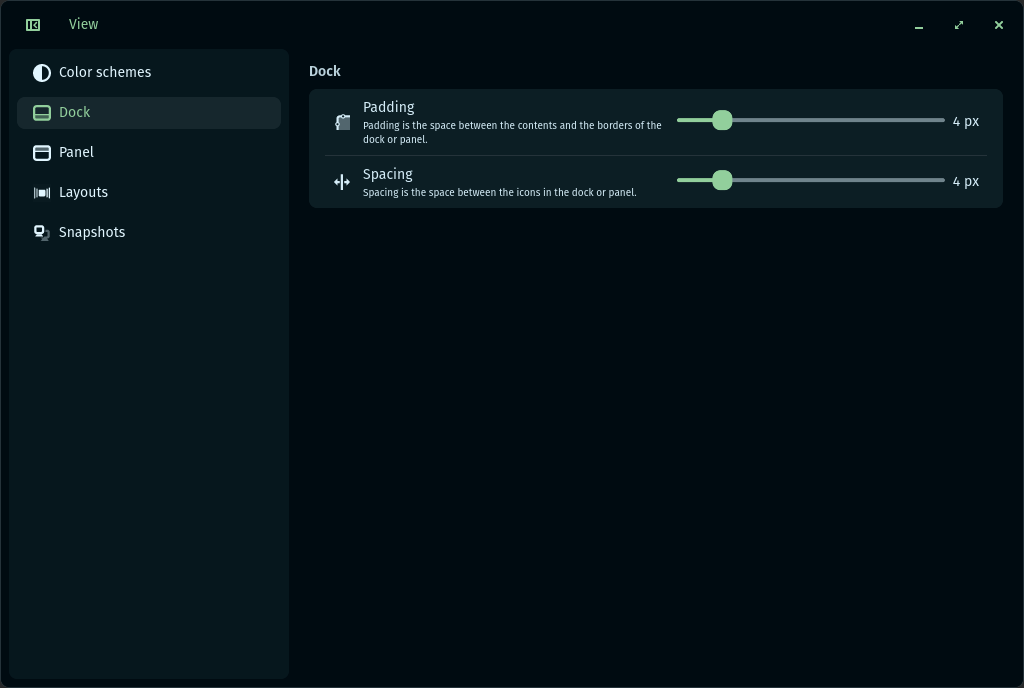 View
Color schemes
Dock
Panel
Layouts
Snapshots
Dock
Padding
Padding is the space between the contents and the borders of the
dock or panel.
4 px
Spacing
Spacing is the space between the icons in the dock or panel.
4 px